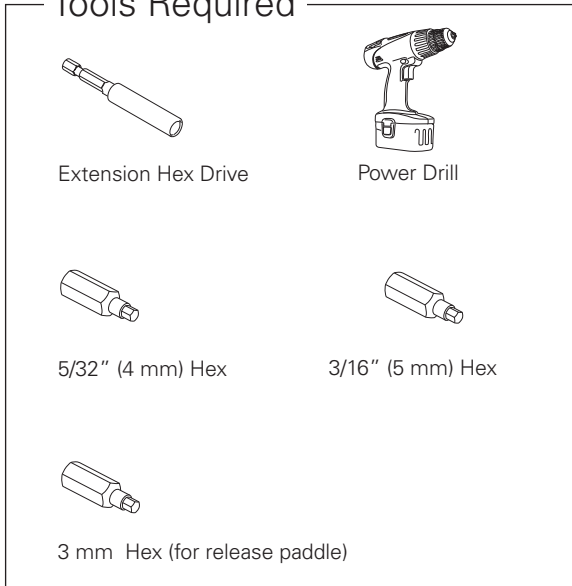 Tools Required
Extension Hex Drive
Power Drill
5/32" (4 mm) Hex
3/16" (5 mm) Hex
3 mm Hex (for release paddle)